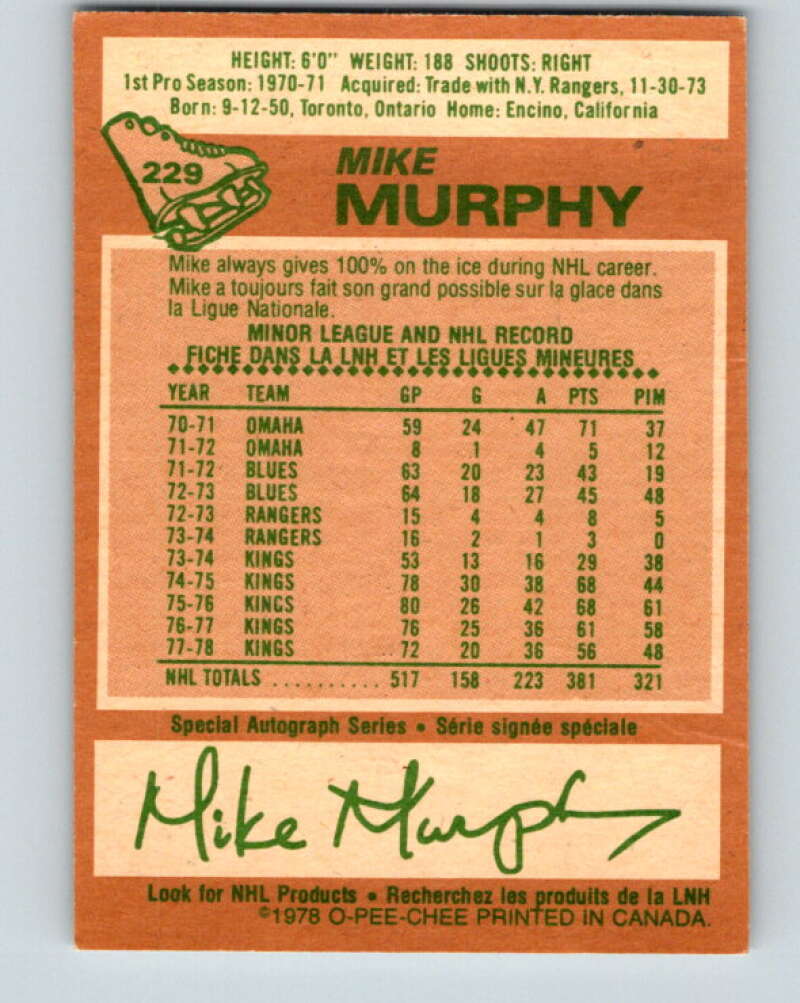 HEIGHT: 6'0" WEIGHT: 188 SHOOTS: RIGHT
1st Pro Season: 1970-71 Acquired: Trade with N.Y. Rangers, 11-30-73
Born: 9-12-50, Toronto, Ontario Home: Encino, California
229
MIKE
MURPHY
Mike always gives 100% on the ice during NHL career.
Mike a toujours fait son grand possible sur la glace dans
la Ligue Nationale.
MINOR LEAGUE AND NHL RECORD
FICHE DANS LA LNH ET LES LIGUES MINEURES
YEAR TEAM GP G A PTS PIM
70-71 OMAHA 59 24 47 71 37
71-72 OMAHA 8 1 4 5 12
71-72 BLUES 63 20 23 43 19
72-73 BLUES 64 18 27 45 48
72-73 RANGERS 15 4 4 8 5
73-74 RANGERS 16 2 1 3 0
73-74 KINGS 53 13 16 29 38
74-75 KINGS 78 30 38 68 44
75-76 KINGS 80 26 42 68 61
76-77 KINGS 76 25 36 61 58
77-78 KINGS 72 20 36 56 48
NHL TOTALS .......... 517 158 223 381 321
Special Autograph Series • Série signée spéciale
Mike Murphy
Look for NHL Products • Recherchez les produits de la LNH
©1978 O-PEE-CHEE PRINTED IN CANADA.